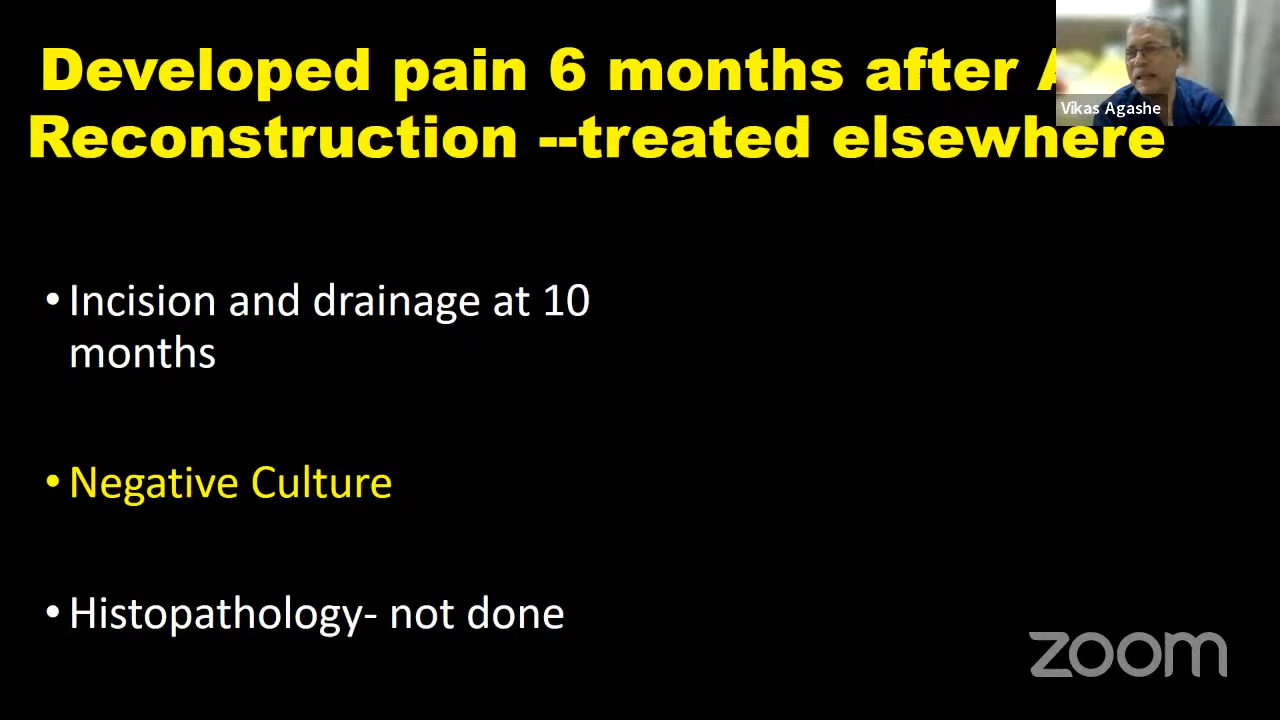 Developed pain 6 months after
Reconstruction --treated elsewhere
Vikas Agashe
•Incision and drainage at 10
months
•Negative Culture
•Histopathology- not done
zoom